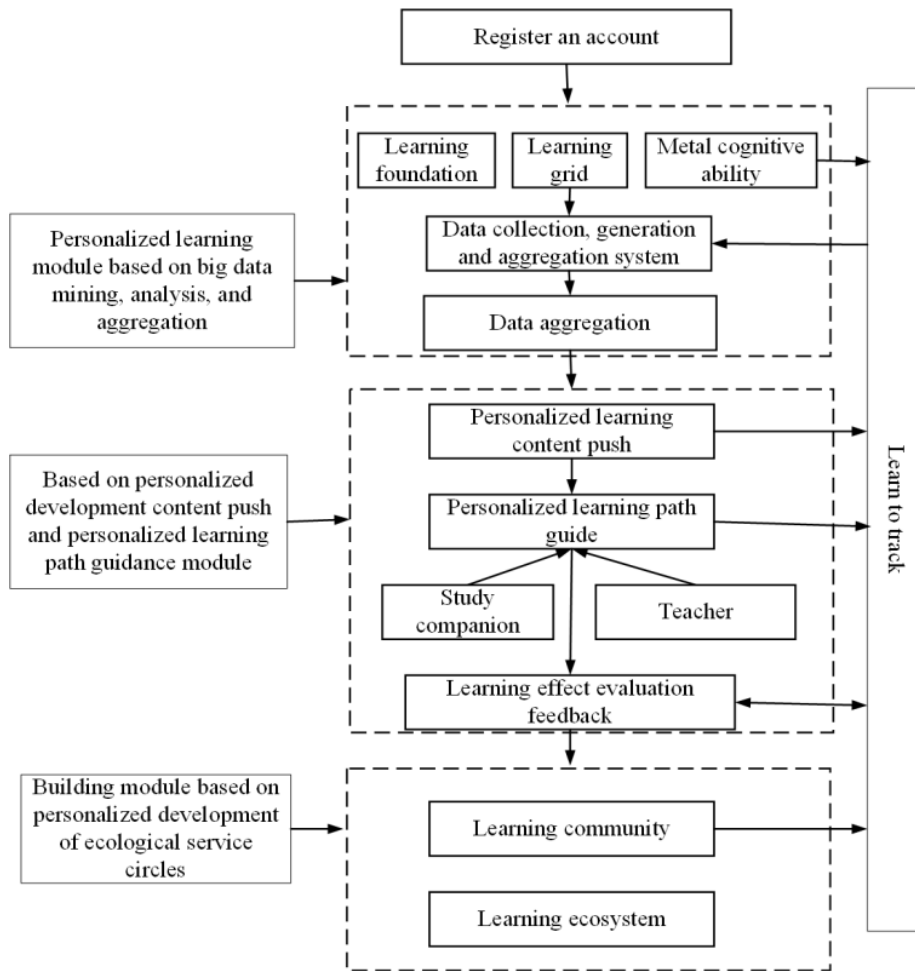 Register an account
Learning
foundation
Learning
grid
Metal cognitive
ability
Personalized learning
module based on big data
mining, analysis, and
aggregation
Data collection, generation
and aggregation system
Data aggregation
Personalized learning
content push
Based on personalized
development content push
and personalized learning
path guidance module
Personalized learning path
guide
Study
companion
Teacher
Learning effect evaluation
feedback
Building module based on
personalized development
of ecological service
circles
Learning community
Learning ecosystem
Learn to track